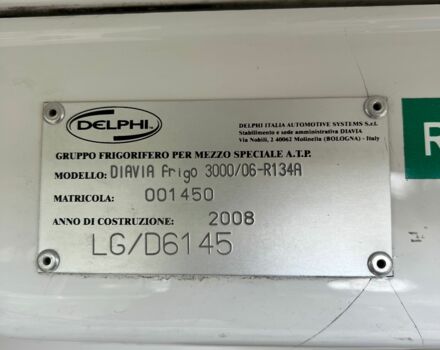 DELPHI
DELPHI ITALIA AUTOMOTIVE SYSTEMS S.r.l.
Stabilimento e sede amministrativa DIAVIA
Via Nobili, 2 40062 Molinella (BOLOGNA) - Italy
GRUPPO FRIGORIFERO PER MEZZO SPECIALE A.T.P.
MODELLO: DIAVIA Frigo 3000/06-R134A
MATRICOLA: 001450
ANNO DI COSTRUZIONE: 2008
LG/D6145
R